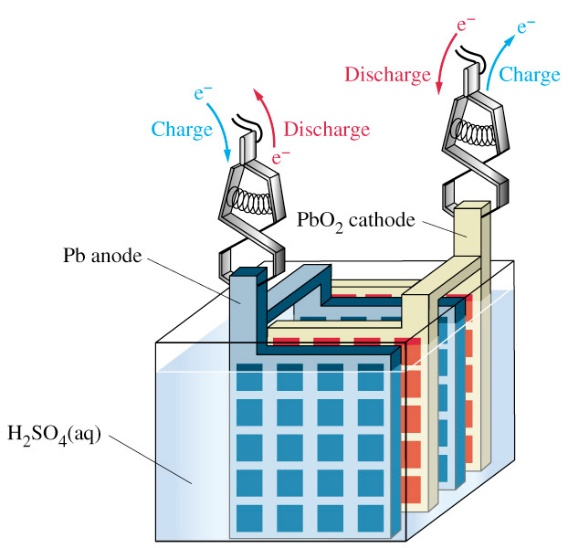 e⁻
e⁻
Discharge
Charge
e⁻
Charge
Discharge
e⁻
PbO₂ cathode
Pb anode
H₂SO₄(aq)